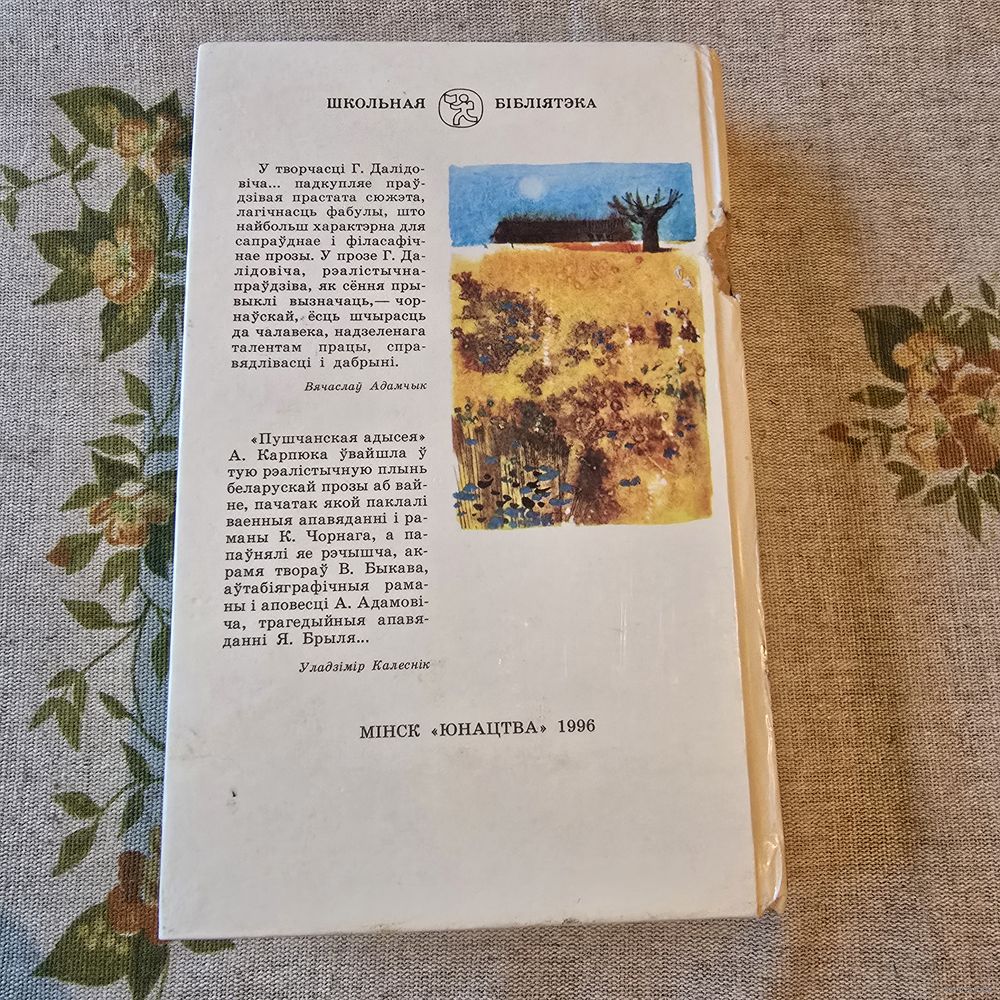 ШКОЛЬНАЯ БІБЛІЯТЭКА
У творчасці Г. Далідо-
віча... падкупляе праў-
дзівая прастата сюжэта,
лагічнасць фабулы, што
найбольш характэрна для
сапраўднае і філасафіч-
нае прозы. У прозе Г. Да-
лідовіча, рэалістычна-
праўдзіва, як сёння пры-
выклі вызначаць,— чор-
наўскай, ёсць шчырасць
да чалавека, надзеленага
талентам працы, спра-
вядлівасці і дабрыні.
Вячаслаў Адамчык
«Пушчанская адысея»
А. Карпюка ўвайшла ў
тую рэалістычную плынь
беларускай прозы аб вай-
не, пачатак якой паклалі
ваенныя апавяданні і ра-
маны К. Чорнага, а па-
паўнялі яе рэчышча, ак-
рамя твораў В. Быкава,
аўтабіяграфічныя рама-
ны і аповесці А. Адамові-
ча, трагедыйныя апавя-
данні Я. Брыля...
Уладзімір Калеснік
МІНСК «ЮНАЦТВА» 1996